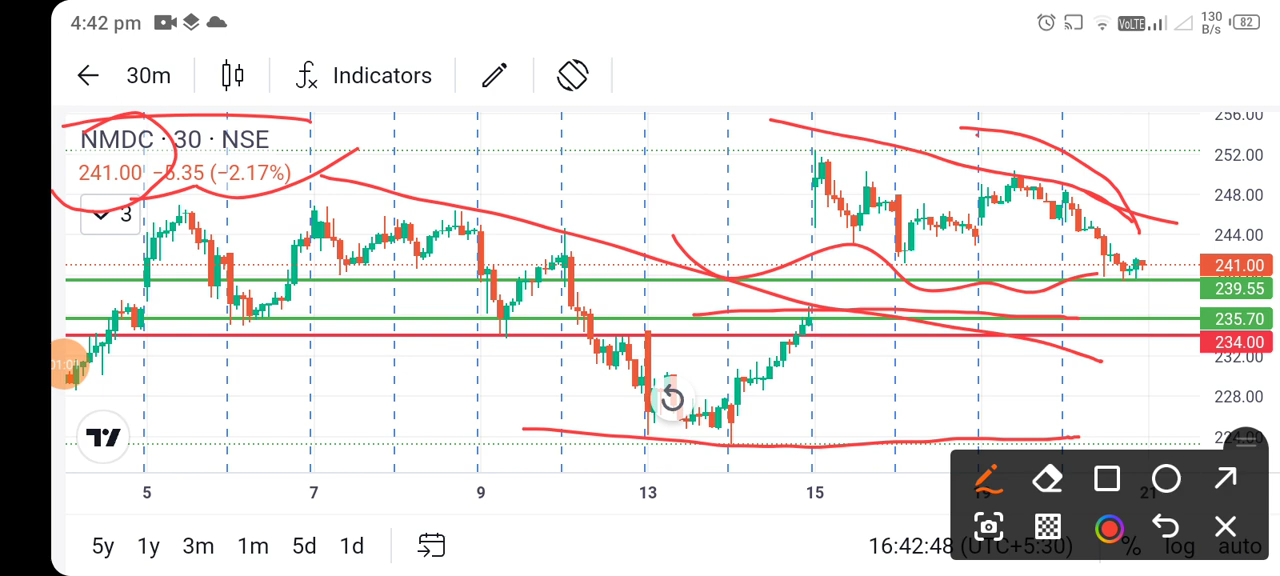 4:42 pm VoLTE 130 B/s 82
30m Indicators
256.00
NMDC · 30 · NSE
252.00
241.00 −5.35 (−2.17%)
248.00
3
244.00
241.00
239.55
235.70
234.00
232.00
01:0
228.00
5 7 9 13 15 19 21
5y 1y 3m 1m 5d 1d 16:42:48 (UTC+5:30) % log auto